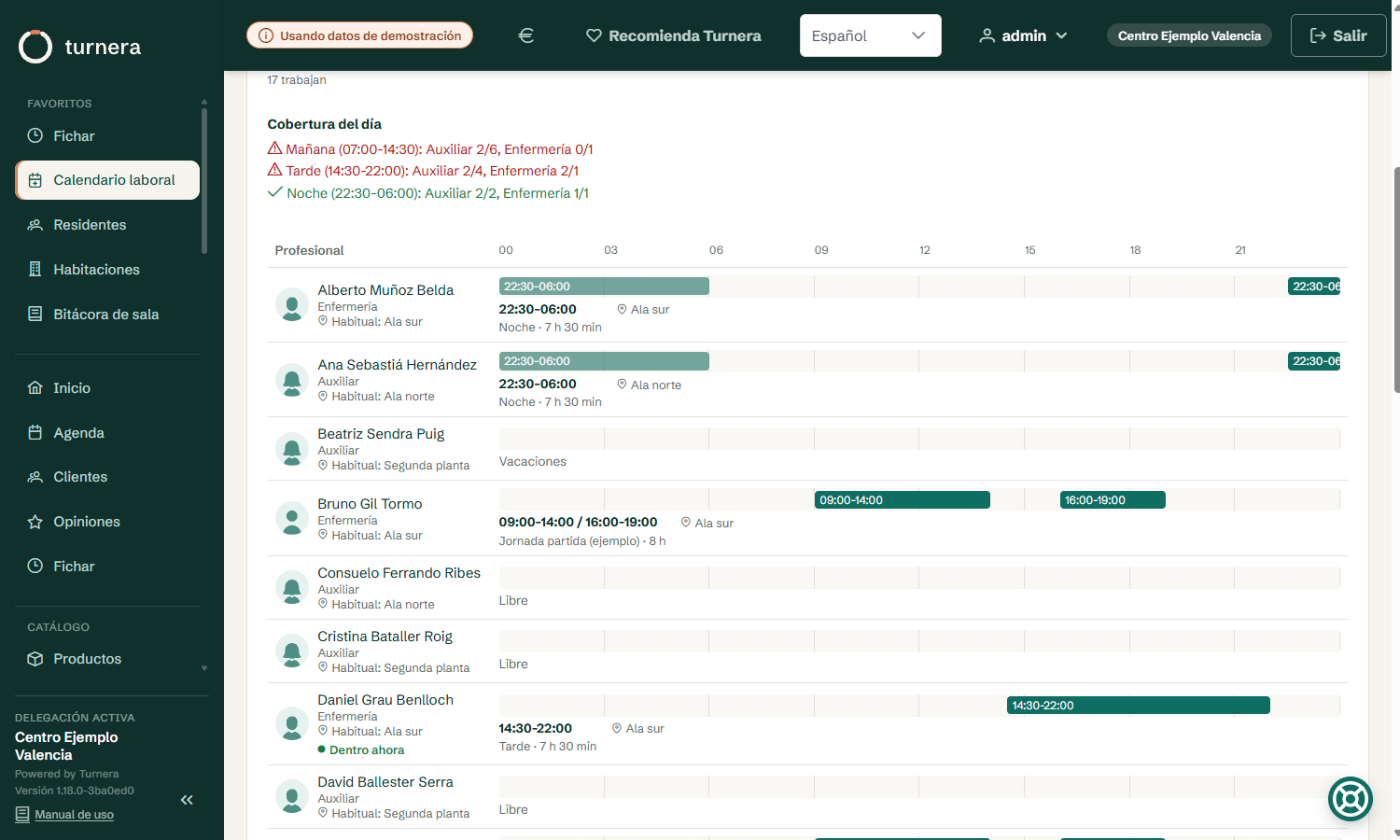 turnera
Usando datos de demostración
€
Recomienda Turnera
Español
admin
Centro Ejemplo Valencia
Salir
FAVORITOS
Fichar
Calendario laboral
Residentes
Habitaciones
Bitácora de sala
Inicio
Agenda
Clientes
Opiniones
Fichar
CATÁLOGO
Productos
DELEGACIÓN ACTIVA
Centro Ejemplo
Valencia
Powered by Turnera
Versión 1.18.0-3ba0ed0
Manual de uso
17 trabajan
Cobertura del día
Mañana (07:00-14:30): Auxiliar 2/6, Enfermería 0/1
Tarde (14:30-22:00): Auxiliar 2/4, Enfermería 2/1
Noche (22:30-06:00): Auxiliar 2/2, Enfermería 1/1
Profesional 00 03 06 09 12 15 18 21
Alberto Muñoz Belda
Enfermería
Habitual: Ala sur
22:30-06:00 22:30-06
22:30-06:00 Ala sur
Noche · 7 h 30 min
Ana Sebastiá Hernández
Auxiliar
Habitual: Ala norte
22:30-06:00 22:30-06
22:30-06:00 Ala norte
Noche · 7 h 30 min
Beatriz Sendra Puig
Auxiliar
Habitual: Segunda planta
Vacaciones
Bruno Gil Tormo
Enfermería
Habitual: Ala sur
09:00-14:00 16:00-19:00
09:00-14:00 / 16:00-19:00 Ala sur
Jornada partida (ejemplo) · 8 h
Consuelo Ferrando Ribes
Auxiliar
Habitual: Ala norte
Libre
Cristina Bataller Roig
Auxiliar
Habitual: Segunda planta
Libre
Daniel Grau Benlloch
Enfermería
Habitual: Ala sur
Dentro ahora
14:30-22:00
14:30-22:00 Ala sur
Tarde · 7 h 30 min
David Ballester Serra
Auxiliar
Habitual: Segunda planta
Libre